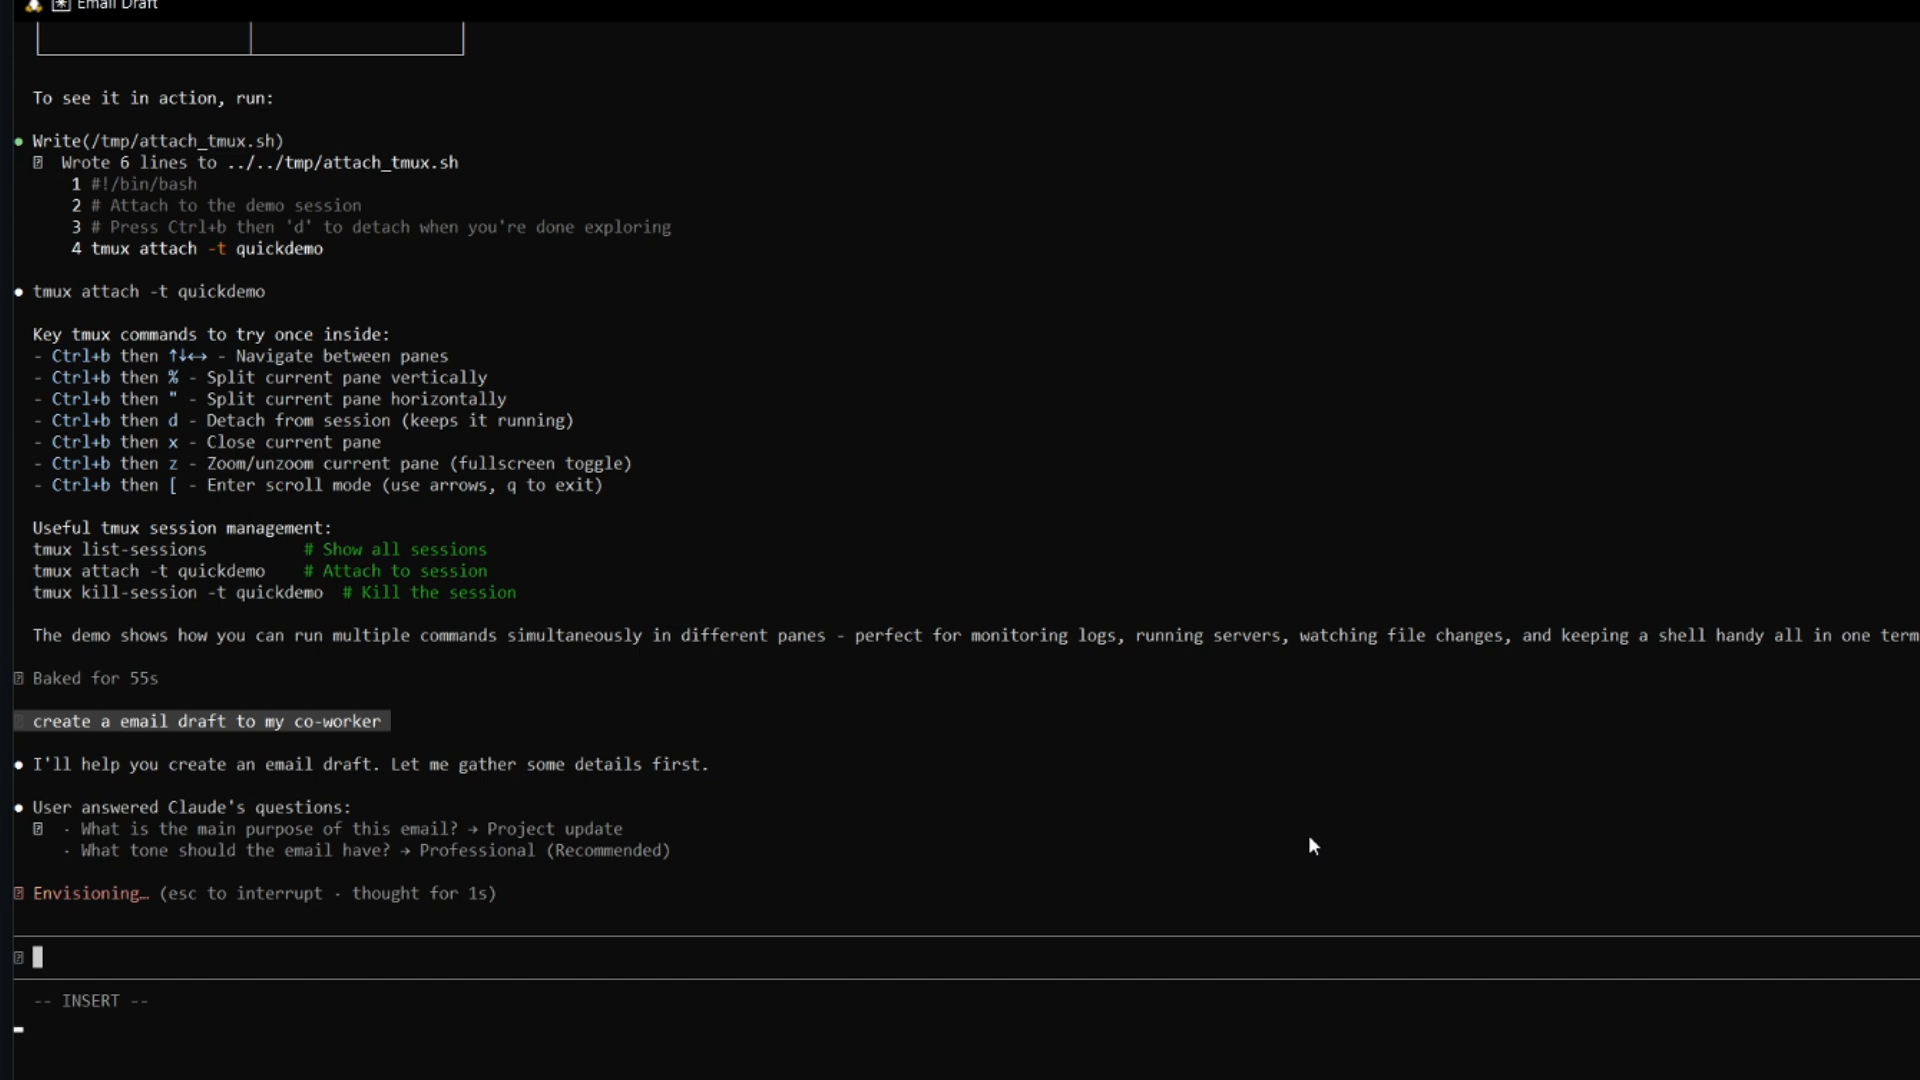 Email Draft
To see it in action, run:
● Write(/tmp/attach_tmux.sh)
Wrote 6 lines to ../../tmp/attach_tmux.sh
1 #!/bin/bash
2 # Attach to the demo session
3 # Press Ctrl+b then 'd' to detach when you're done exploring
4 tmux attach -t quickdemo
● tmux attach -t quickdemo
Key tmux commands to try once inside:
- Ctrl+b then ↑↓←→ - Navigate between panes
- Ctrl+b then % - Split current pane vertically
- Ctrl+b then " - Split current pane horizontally
- Ctrl+b then d - Detach from session (keeps it running)
- Ctrl+b then x - Close current pane
- Ctrl+b then z - Zoom/unzoom current pane (fullscreen toggle)
- Ctrl+b then [ - Enter scroll mode (use arrows, q to exit)
Useful tmux session management:
tmux list-sessions # Show all sessions
tmux attach -t quickdemo # Attach to session
tmux kill-session -t quickdemo # Kill the session
The demo shows how you can run multiple commands simultaneously in different panes - perfect for monitoring logs, running servers, watching file changes, and keeping a shell handy all in one term
Baked for 55s
create a email draft to my co-worker
● I'll help you create an email draft. Let me gather some details first.
● User answered Claude's questions:
· What is the main purpose of this email? → Project update
· What tone should the email have? → Professional (Recommended)
Envisioning… (esc to interrupt · thought for 1s)
-- INSERT --